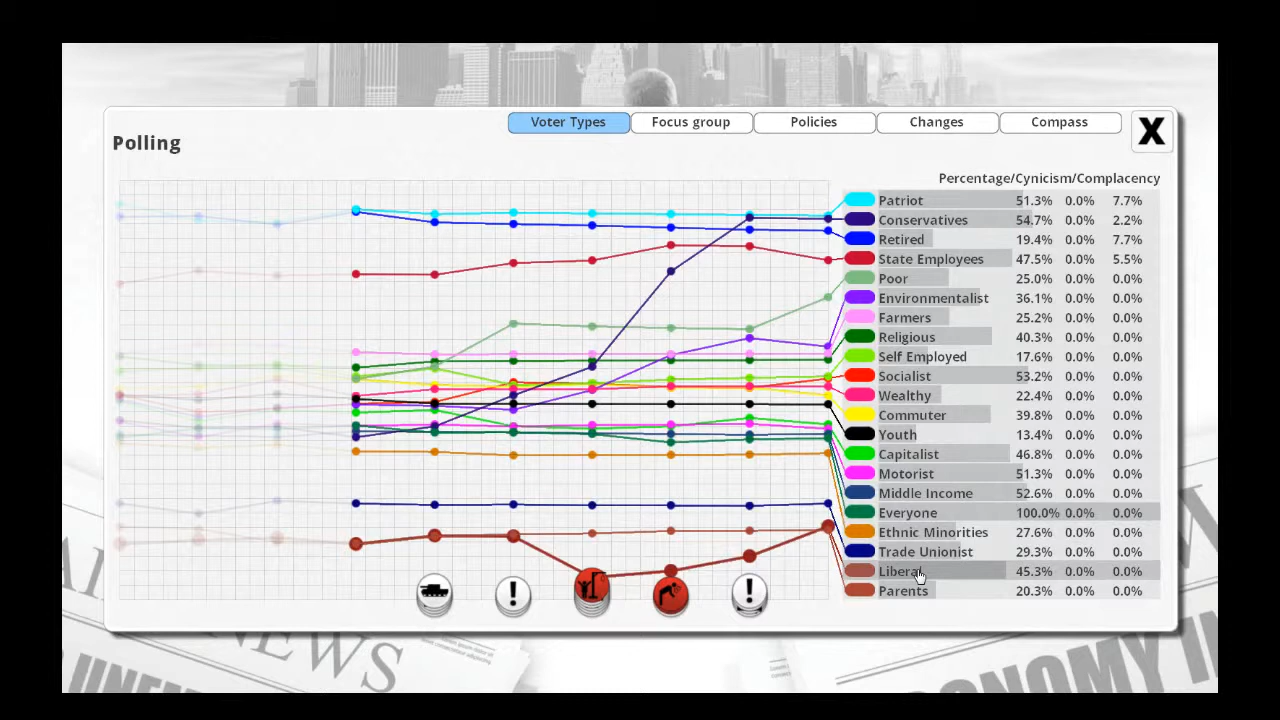 Voter Types Focus group Policies Changes Compass X
Polling
Percentage/Cynicism/Complacency
Patriot 51.3% 0.0% 7.7%
Conservatives 54.7% 0.0% 2.2%
Retired 19.4% 0.0% 7.7%
State Employees 47.5% 0.0% 5.5%
Poor 25.0% 0.0% 0.0%
Environmentalist 36.1% 0.0% 0.0%
Farmers 25.2% 0.0% 0.0%
Religious 40.3% 0.0% 0.0%
Self Employed 17.6% 0.0% 0.0%
Socialist 53.2% 0.0% 0.0%
Wealthy 22.4% 0.0% 0.0%
Commuter 39.8% 0.0% 0.0%
Youth 13.4% 0.0% 0.0%
Capitalist 46.8% 0.0% 0.0%
Motorist 51.3% 0.0% 0.0%
Middle Income 52.6% 0.0% 0.0%
Everyone 100.0% 0.0% 0.0%
Ethnic Minorities 27.6% 0.0% 0.0%
Trade Unionist 29.3% 0.0% 0.0%
Liberal 45.3% 0.0% 0.0%
Parents 20.3% 0.0% 0.0%
NEWS